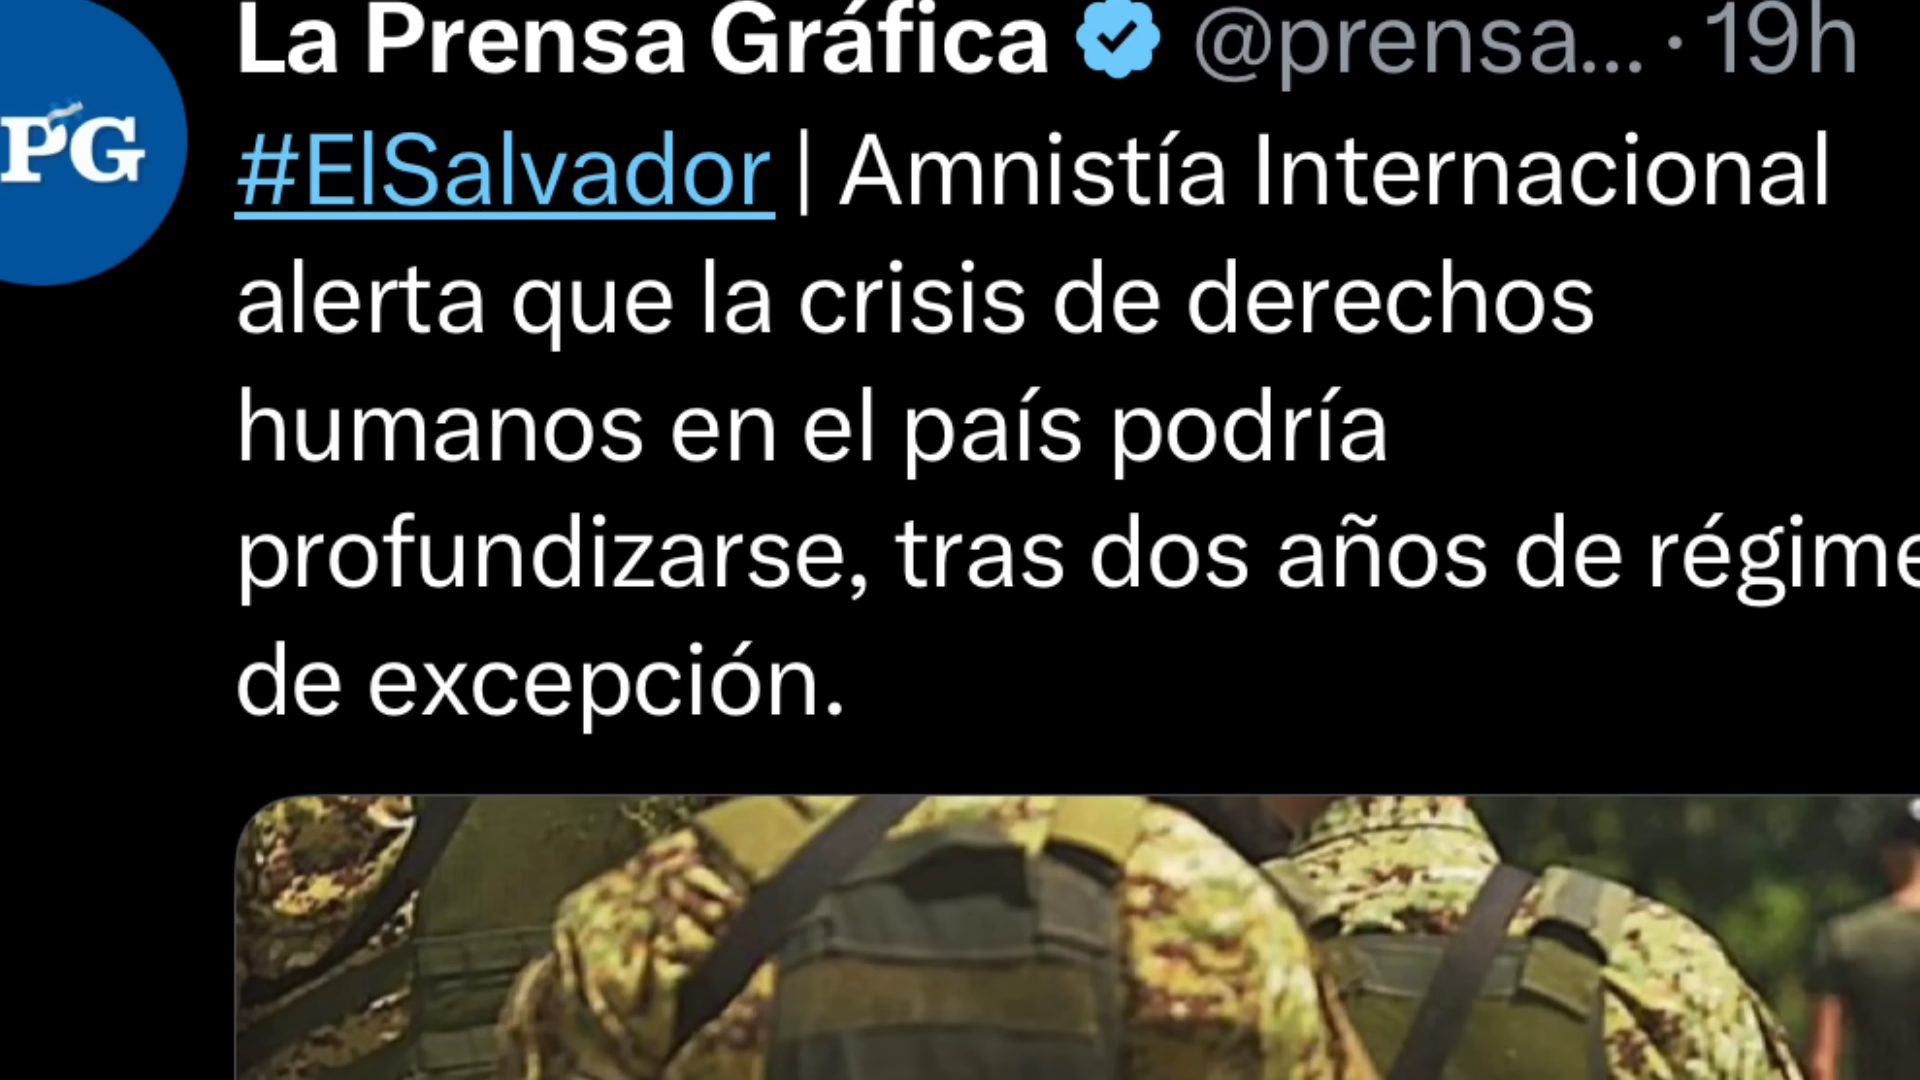 La Prensa Gráfica @prensa... · 19h
PG
#ElSalvador | Amnistía Internacional
alerta que la crisis de derechos
humanos en el país podría
profundizarse, tras dos años de régime
de excepción.